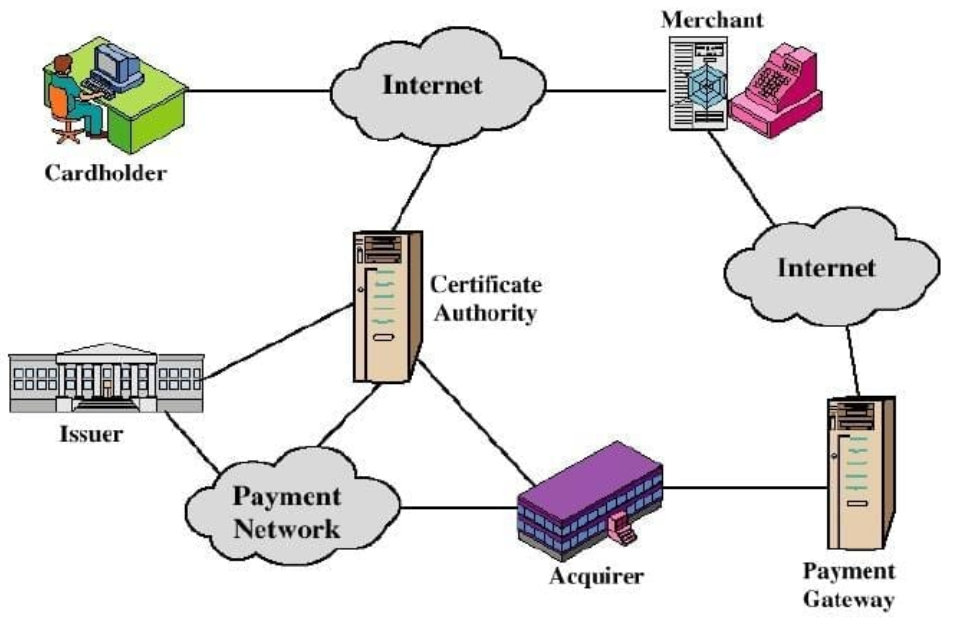 Merchant
Internet
Cardholder
Internet
Certificate
Authority
Issuer
Payment
Network
Acquirer
Payment
Gateway